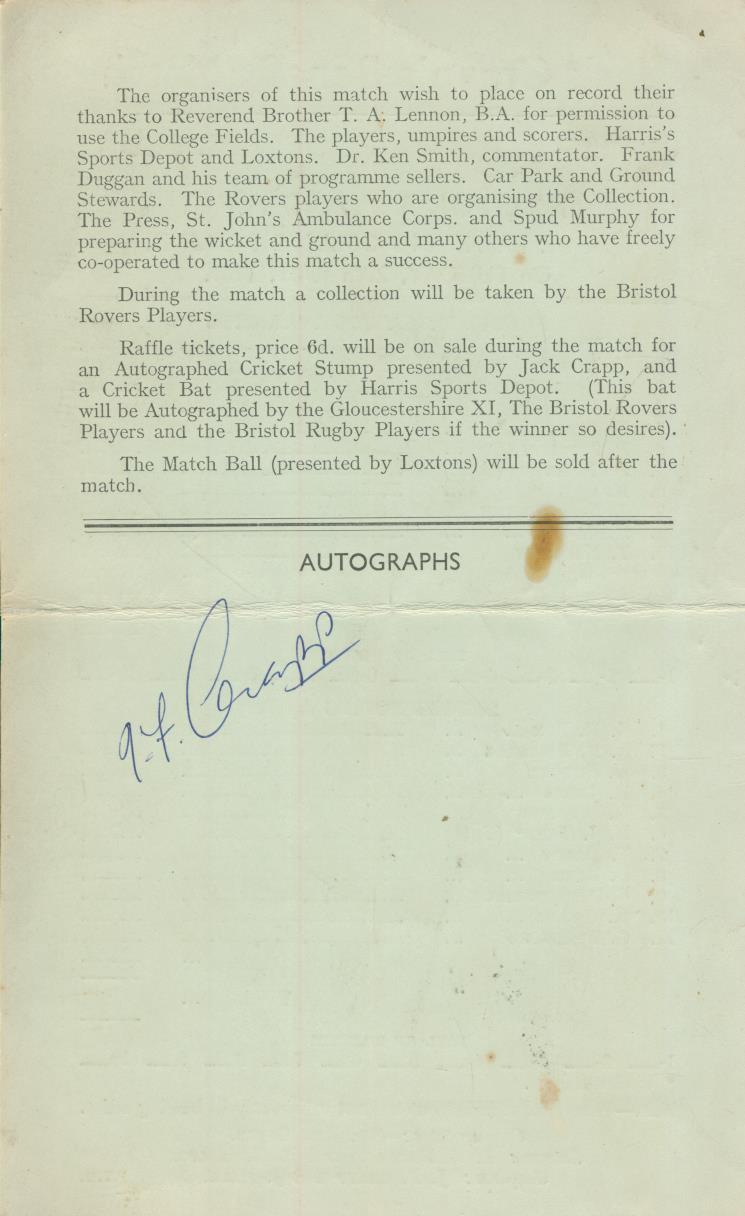 The organisers of this match wish to place on record their
thanks to Reverend Brother T. A. Lennon, B.A. for permission to
use the College Fields. The players, umpires and scorers. Harris's
Sports Depot and Loxtons. Dr. Ken Smith, commentator. Frank
Duggan and his team of programme sellers. Car Park and Ground
Stewards. The Rovers players who are organising the Collection.
The Press, St. John's Ambulance Corps. and Spud Murphy for
preparing the wicket and ground and many others who have freely
co-operated to make this match a success.
During the match a collection will be taken by the Bristol
Rovers Players.
Raffle tickets, price 6d. will be on sale during the match for
an Autographed Cricket Stump presented by Jack Crapp, and
a Cricket Bat presented by Harris Sports Depot. (This bat
will be Autographed by the Gloucestershire XI, The Bristol Rovers
Players and the Bristol Rugby Players if the winner so desires).
The Match Ball (presented by Loxtons) will be sold after the
match.
AUTOGRAPHS
J.F. Crapp